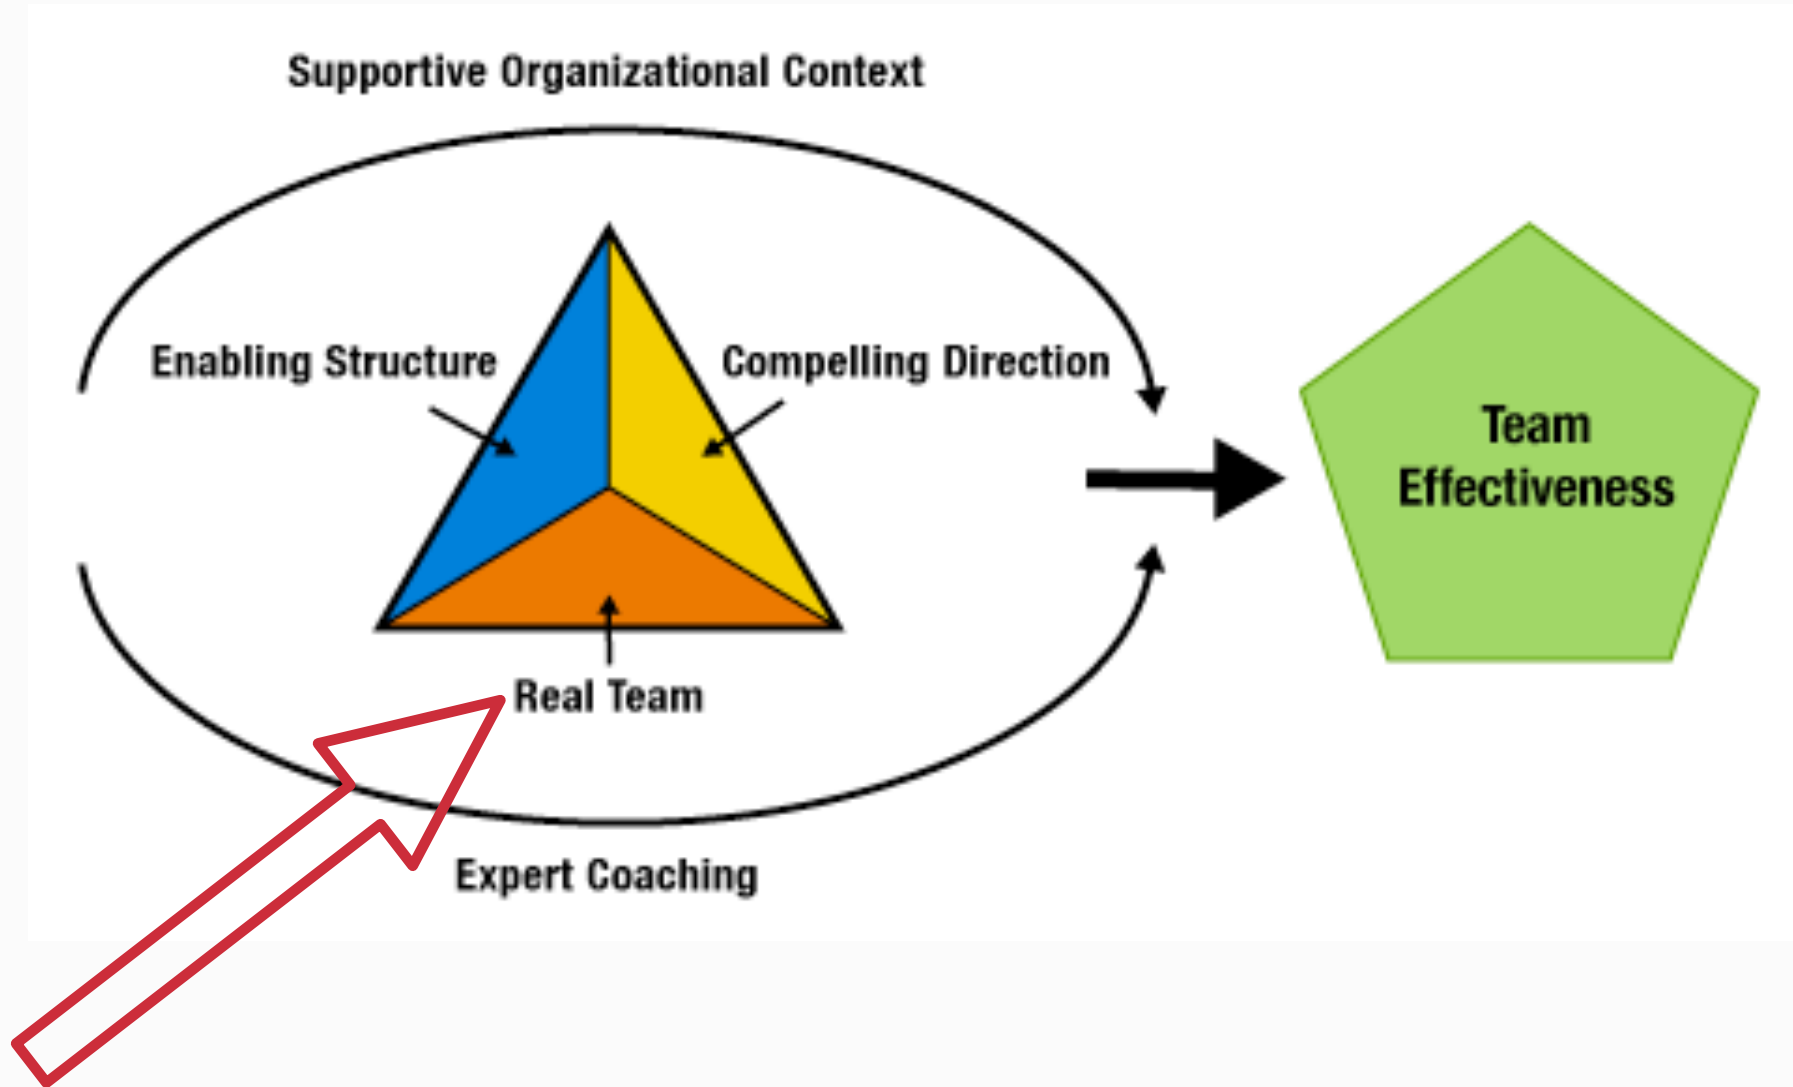 Supportive Organizational Context
Enabling Structure
Compelling Direction
Team
Effectiveness
Real Team
Expert Coaching